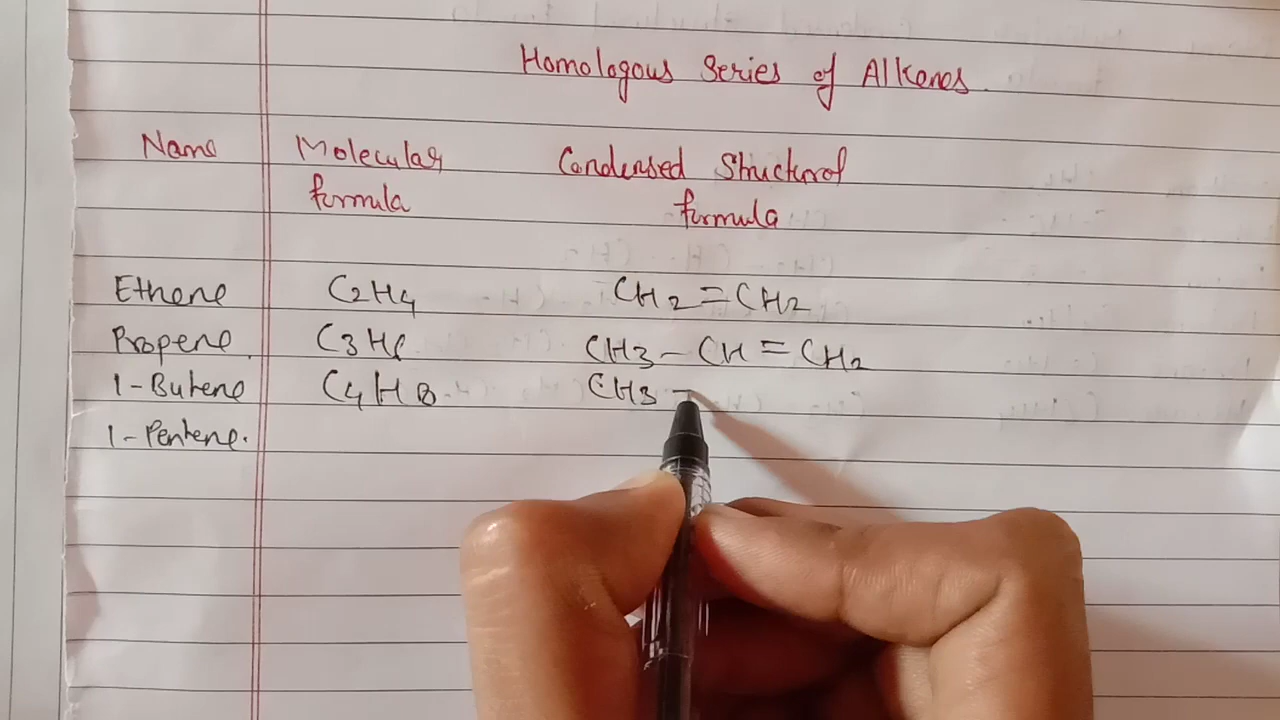 Homologous Series of Alkenes
Name Molecular Condensed Structural
formula formula
Ethene C2H4 CH2=CH2
Propene C3H6 CH3-CH=CH2
1-Butene C4H8 CH3-
1-Pentene.